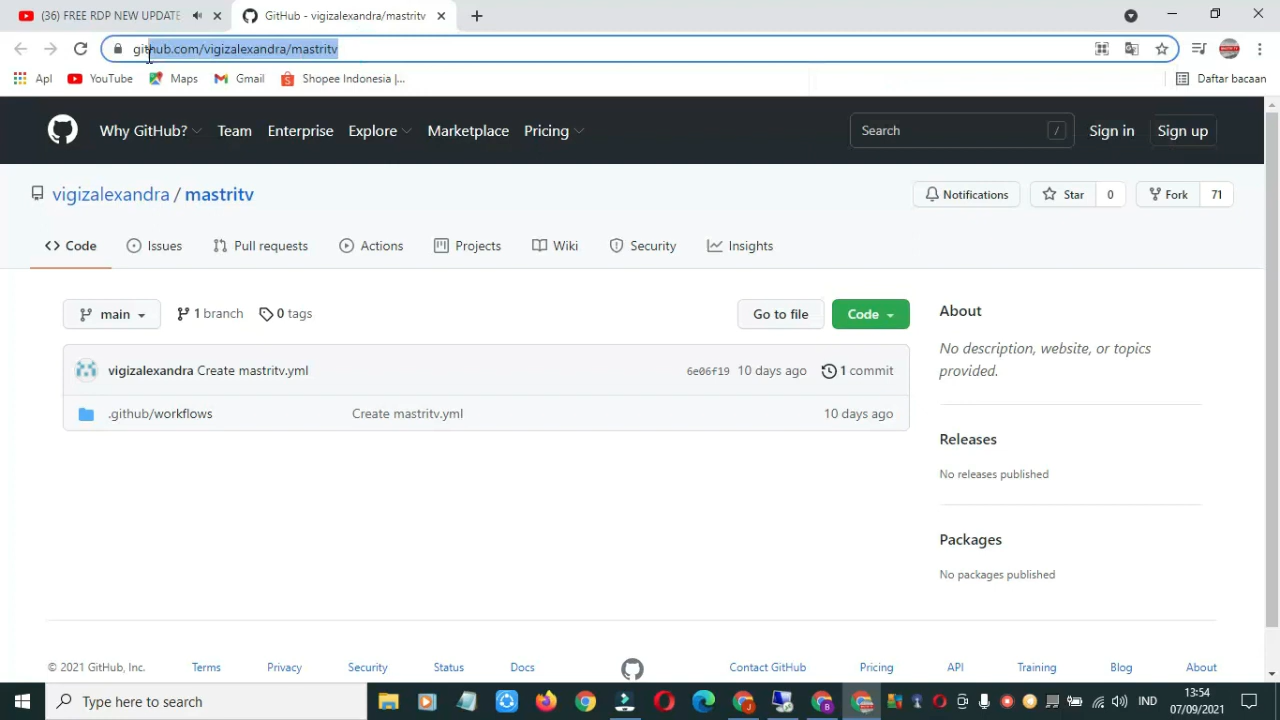 (36) FREE RDP NEW UPDATE
GitHub - vigizalexandra/mastritv
github.com/vigizalexandra/mastritv
Apl
YouTube
Maps
Gmail
Shopee Indonesia |...
Daftar bacaan
Why GitHub?
Team
Enterprise
Explore
Marketplace
Pricing
Search
/
Sign in
Sign up
vigizalexandra / mastritv
Notifications
Star 0
Fork 71
Code
Issues
Pull requests
Actions
Projects
Wiki
Security
Insights
main
1 branch
0 tags
Go to file
Code
About
No description, website, or topics
provided.
vigizalexandra Create mastritv.yml
6e06f19 10 days ago
1 commit
.github/workflows
Create mastritv.yml
10 days ago
Releases
No releases published
Packages
No packages published
© 2021 GitHub, Inc.
Terms
Privacy
Security
Status
Docs
Contact GitHub
Pricing
API
Training
Blog
About
Type here to search
IND
13:54
07/09/2021